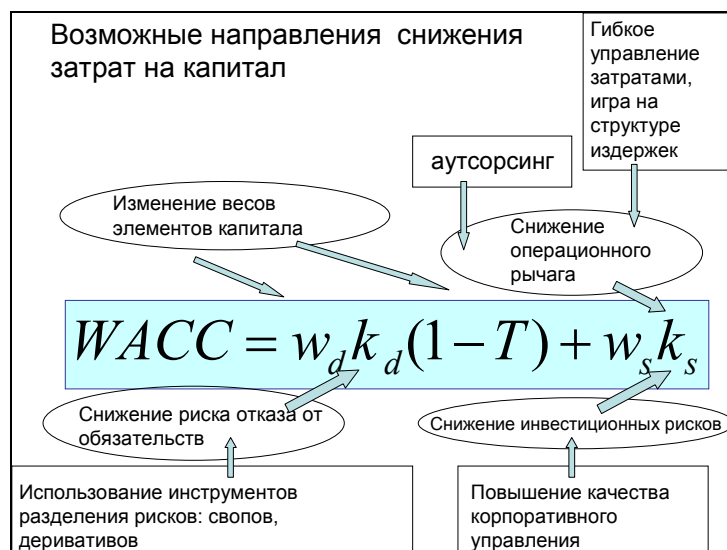 Возможные направления снижения
затрат на капитал
Гибкое
управление
затратами,
игра на
структуре
издержек
аутсорсинг
Изменение весов
элементов капитала
Снижение
операционного
рычага
WACC = w_d k_d (1 − T) + w_s k_s
Снижение риска отказа от
обязательств
Снижение инвестиционных рисков
Использование инструментов
разделения рисков: свопов,
деривативов
Повышение качества
корпоративного
управления